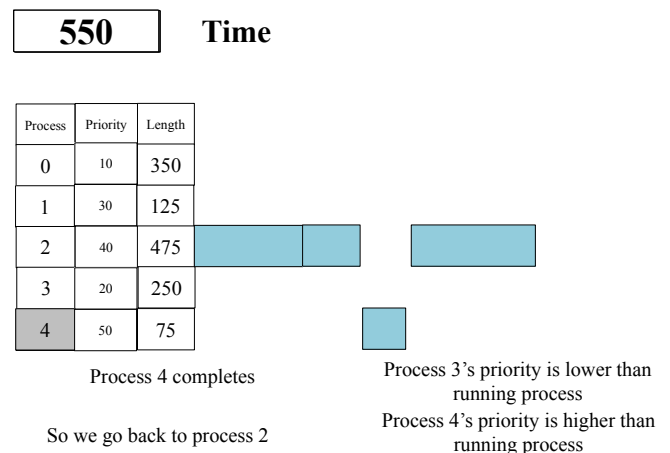 550 Time
Process Priority Length
0 10 350
1 30 125
2 40 475
3 20 250
4 50 75
Process 4 completes
So we go back to process 2
Process 3’s priority is lower than
running process
Process 4’s priority is higher than
running process